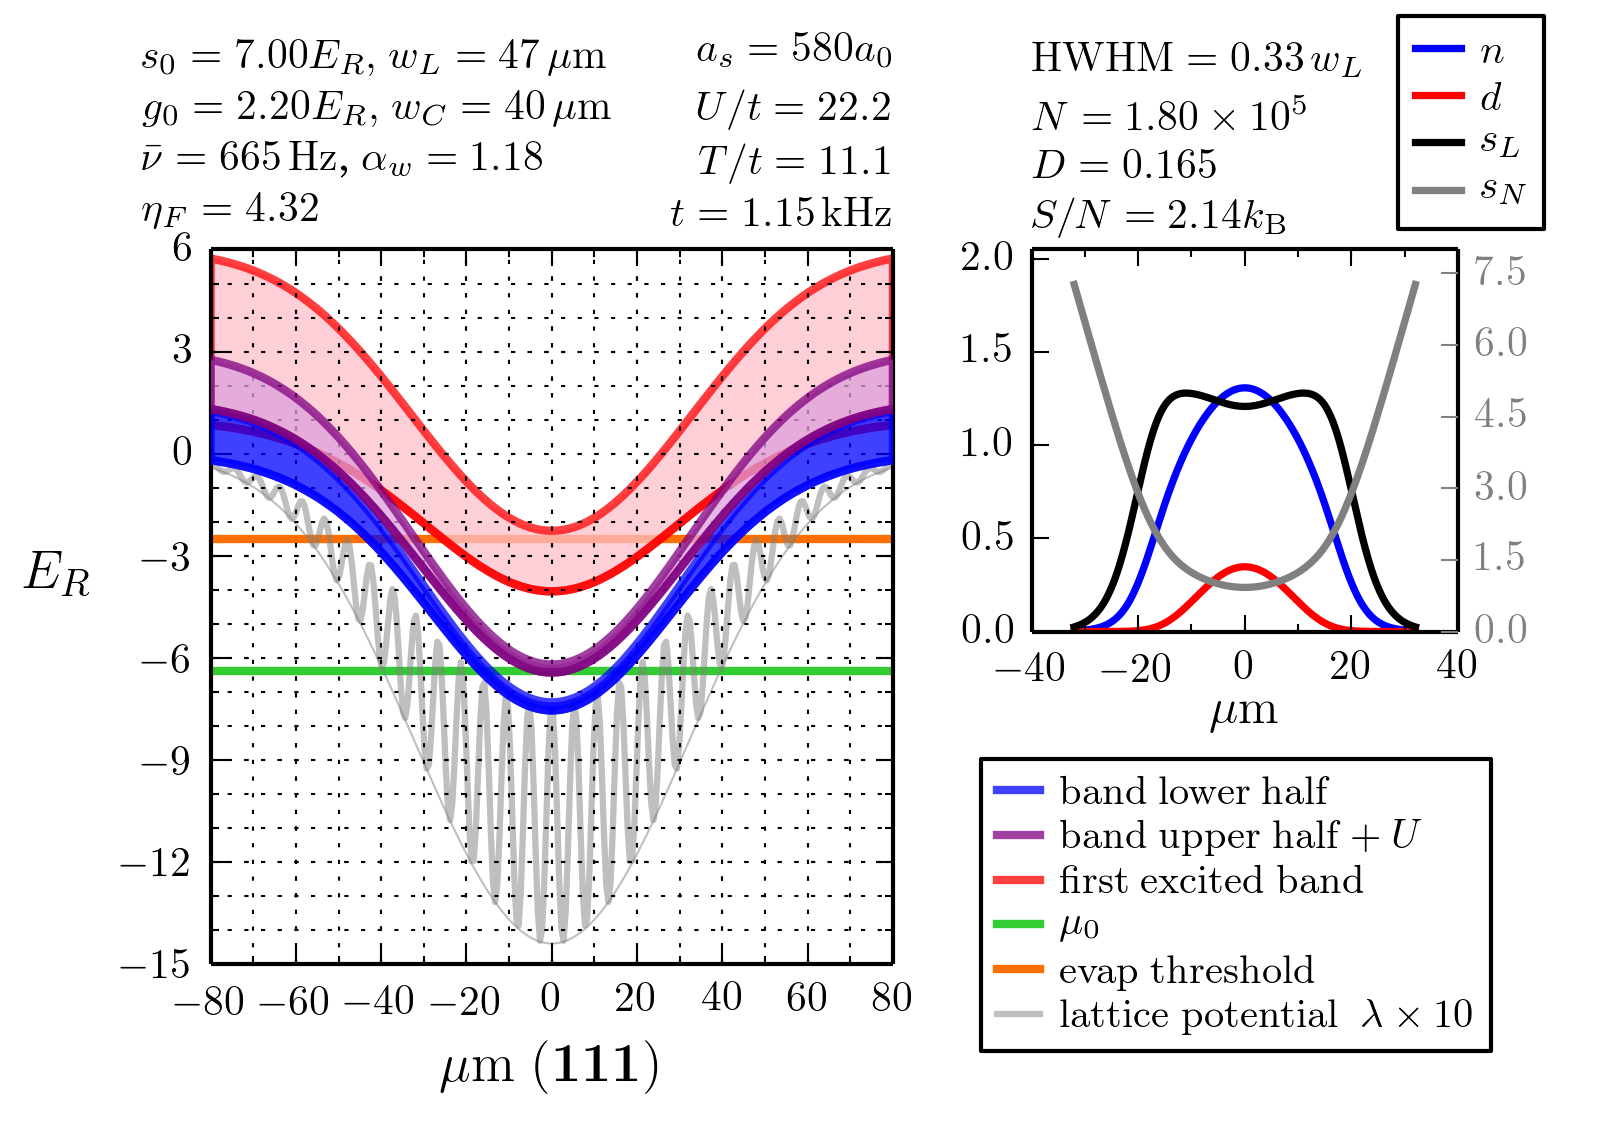 s₀ = 7.00E_R, w_L = 47 μm
g₀ = 2.20E_R, w_C = 40 μm
ν̄ = 665 Hz, α_w = 1.18
η_F = 4.32
a_s = 580a₀
U/t = 22.2
T/t = 11.1
t = 1.15 kHz
HWHM = 0.33 w_L
N = 1.80 × 10⁵
D = 0.165
S/N = 2.14k_B
n
d
s_L
s_N
6
3
0
−3
−6
−9
−12
−15
E_R
−80 −60 −40 −20 0 20 40 60 80
μm (111)
2.0
1.5
1.0
0.5
0.0
7.5
6.0
4.5
3.0
1.5
0.0
−40 −20 0 20 40
μm
band lower half
band upper half + U
first excited band
μ₀
evap threshold
lattice potential λ × 10